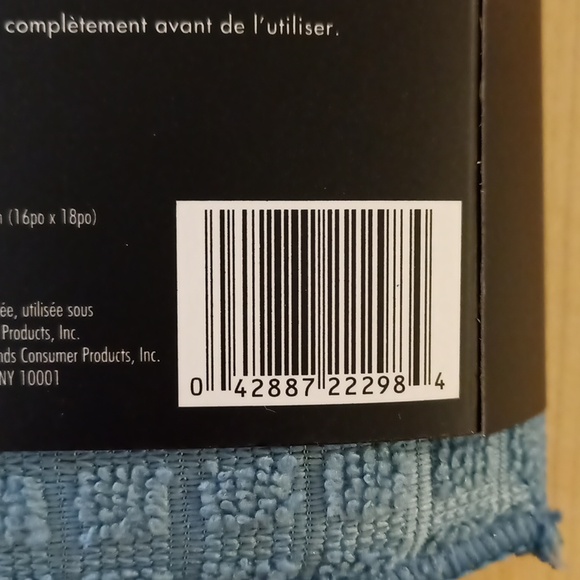 complètement avant de l'utiliser.
(16po x 18po)
ée, utilisée sous
Products, Inc.
nds Consumer Products, Inc.
NY 10001
0 42887 22298 4